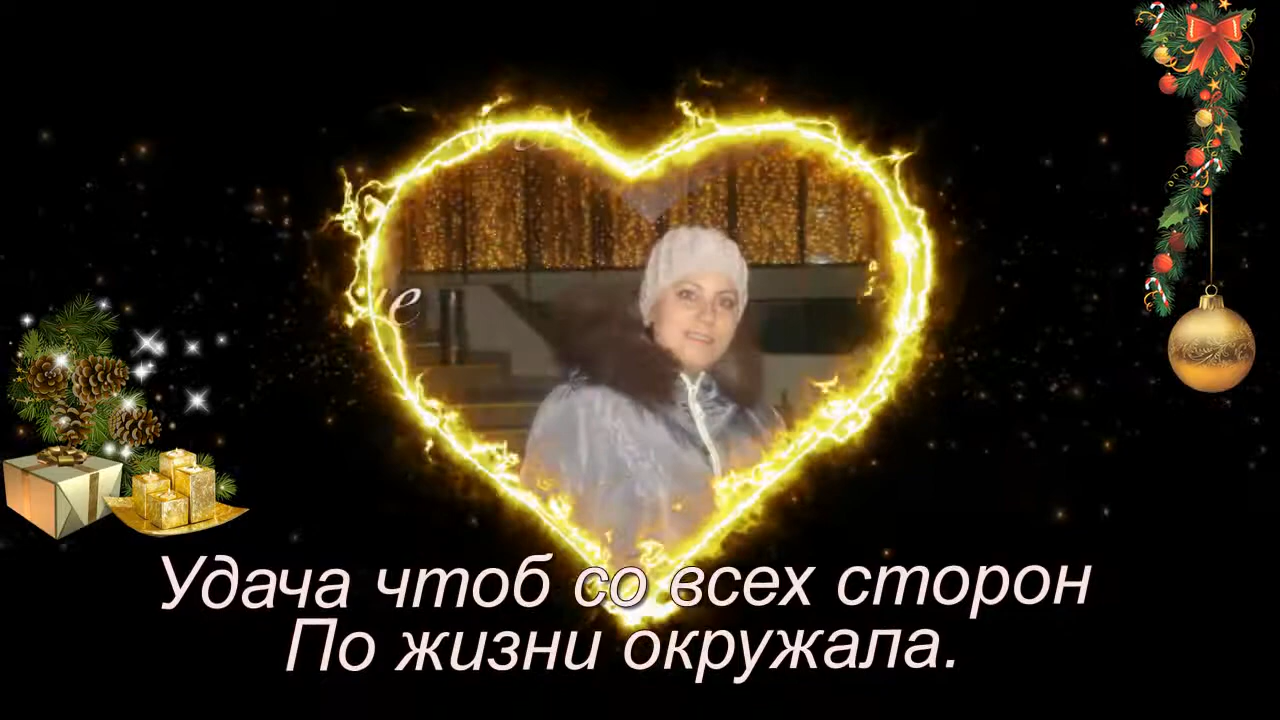 Удача чтоб со всех сторон
По жизни окружала.